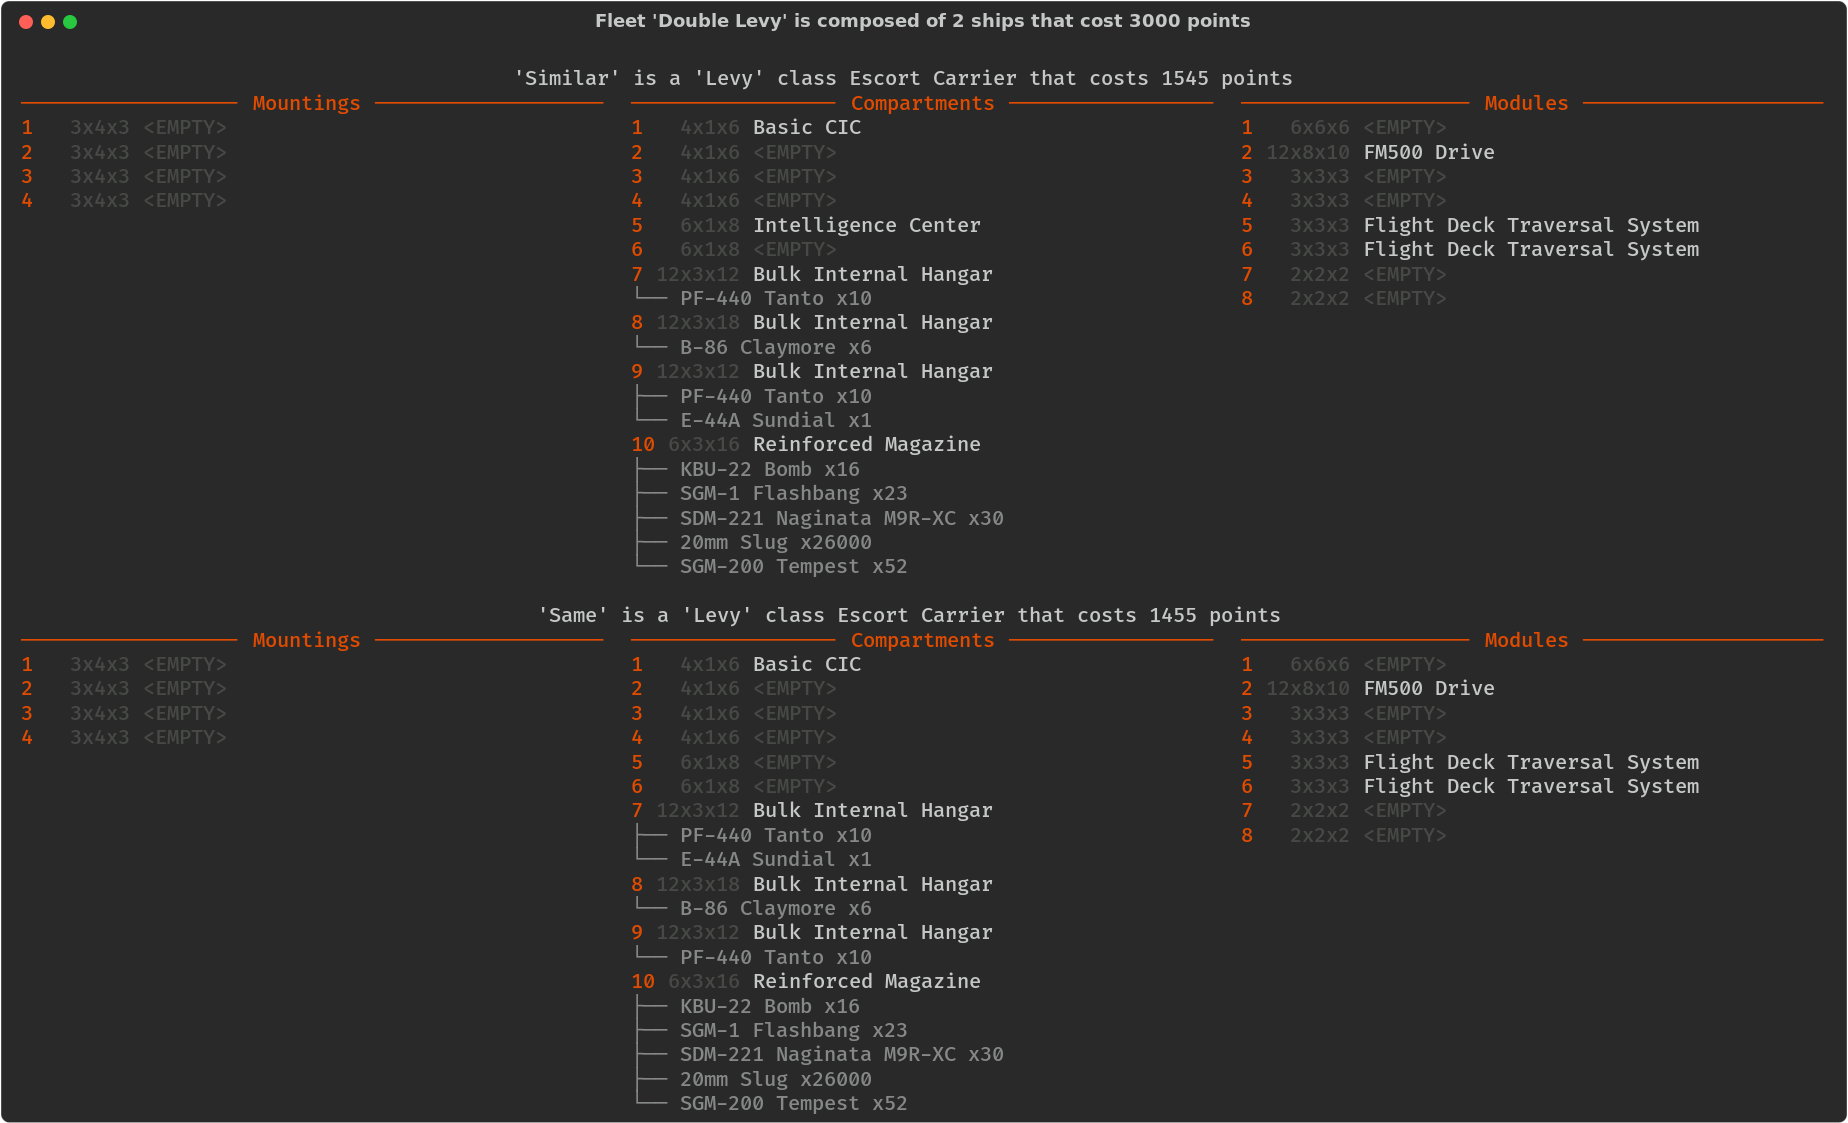 Fleet 'Double Levy' is composed of 2 ships that cost 3000 points
'Similar' is a 'Levy' class Escort Carrier that costs 1545 points
Mountings
1 3x4x3 <EMPTY>
2 3x4x3 <EMPTY>
3 3x4x3 <EMPTY>
4 3x4x3 <EMPTY>
Compartments
1 4x1x6 Basic CIC
2 4x1x6 <EMPTY>
3 4x1x6 <EMPTY>
4 4x1x6 <EMPTY>
5 6x1x8 Intelligence Center
6 6x1x8 <EMPTY>
7 12x3x12 Bulk Internal Hangar
└── PF-440 Tanto x10
8 12x3x18 Bulk Internal Hangar
└── B-86 Claymore x6
9 12x3x12 Bulk Internal Hangar
├── PF-440 Tanto x10
└── E-44A Sundial x1
10 6x3x16 Reinforced Magazine
├── KBU-22 Bomb x16
├── SGM-1 Flashbang x23
├── SDM-221 Naginata M9R-XC x30
├── 20mm Slug x26000
└── SGM-200 Tempest x52
Modules
1 6x6x6 <EMPTY>
2 12x8x10 FM500 Drive
3 3x3x3 <EMPTY>
4 3x3x3 <EMPTY>
5 3x3x3 Flight Deck Traversal System
6 3x3x3 Flight Deck Traversal System
7 2x2x2 <EMPTY>
8 2x2x2 <EMPTY>
'Same' is a 'Levy' class Escort Carrier that costs 1455 points
Mountings
1 3x4x3 <EMPTY>
2 3x4x3 <EMPTY>
3 3x4x3 <EMPTY>
4 3x4x3 <EMPTY>
Compartments
1 4x1x6 Basic CIC
2 4x1x6 <EMPTY>
3 4x1x6 <EMPTY>
4 4x1x6 <EMPTY>
5 6x1x8 <EMPTY>
6 6x1x8 <EMPTY>
7 12x3x12 Bulk Internal Hangar
├── PF-440 Tanto x10
└── E-44A Sundial x1
8 12x3x18 Bulk Internal Hangar
└── B-86 Claymore x6
9 12x3x12 Bulk Internal Hangar
└── PF-440 Tanto x10
10 6x3x16 Reinforced Magazine
├── KBU-22 Bomb x16
├── SGM-1 Flashbang x23
├── SDM-221 Naginata M9R-XC x30
├── 20mm Slug x26000
└── SGM-200 Tempest x52
Modules
1 6x6x6 <EMPTY>
2 12x8x10 FM500 Drive
3 3x3x3 <EMPTY>
4 3x3x3 <EMPTY>
5 3x3x3 Flight Deck Traversal System
6 3x3x3 Flight Deck Traversal System
7 2x2x2 <EMPTY>
8 2x2x2 <EMPTY>